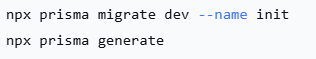 npx prisma migrate dev --name init
npx prisma generate